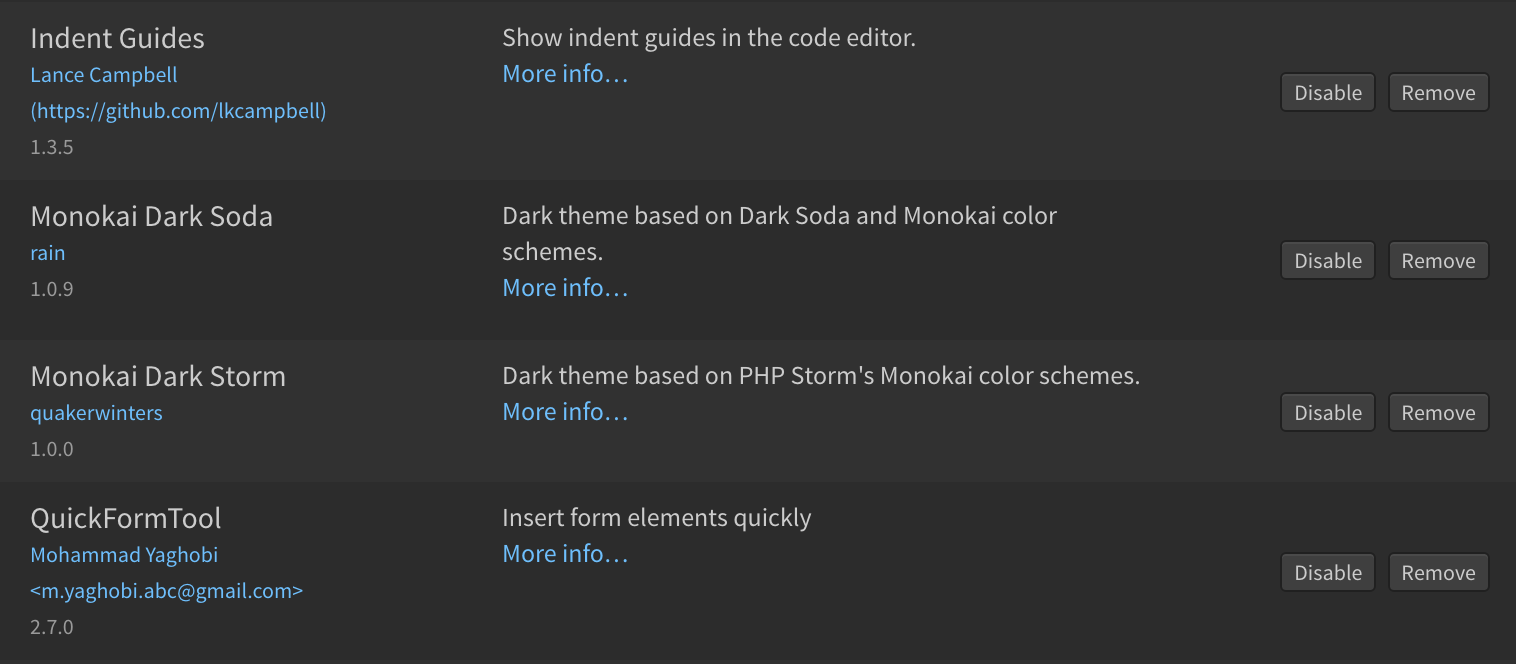 Indent Guides
Lance Campbell
(https://github.com/lkcampbell)
1.3.5
Show indent guides in the code editor.
More info…
Disable
Remove
Monokai Dark Soda
rain
1.0.9
Dark theme based on Dark Soda and Monokai color
schemes.
More info…
Disable
Remove
Monokai Dark Storm
quakerwinters
1.0.0
Dark theme based on PHP Storm's Monokai color schemes.
More info…
Disable
Remove
QuickFormTool
Mohammad Yaghobi
<m.yaghobi.abc@gmail.com>
2.7.0
Insert form elements quickly
More info…
Disable
Remove